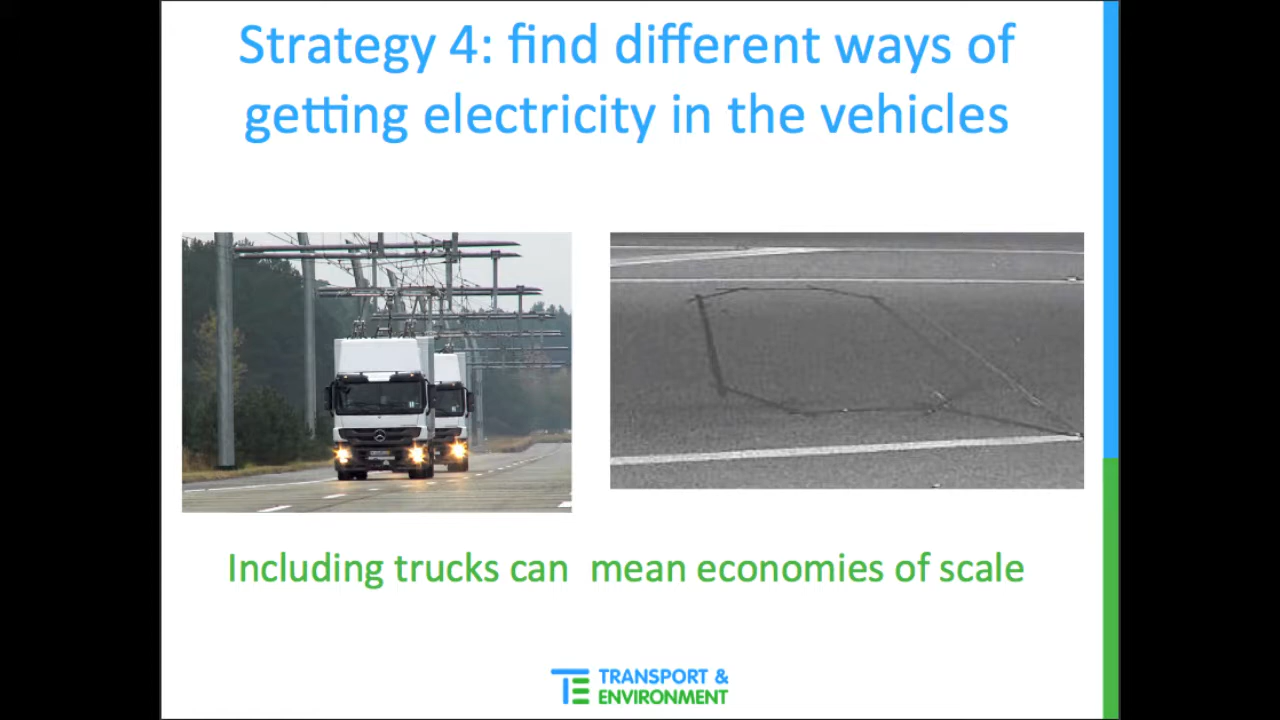 Strategy 4: find different ways of
getting electricity in the vehicles
Including trucks can mean economies of scale
TRANSPORT &
ENVIRONMENT